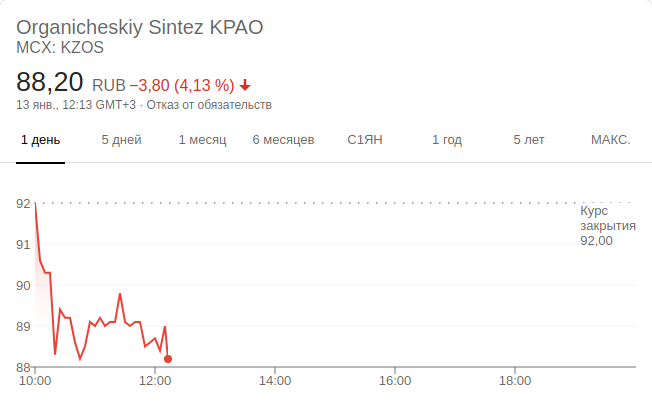 Organicheskiy Sintez KPAO
MCX: KZOS
88,20 RUB −3,80 (4,13 %)
13 янв., 12:13 GMT+3 · Отказ от обязательств
1 день 5 дней 1 месяц 6 месяцев С1ЯН 1 год 5 лет МАКС.
92
Курс
закрытия
92,00
91
90
89
88
10:00 12:00 14:00 16:00 18:00